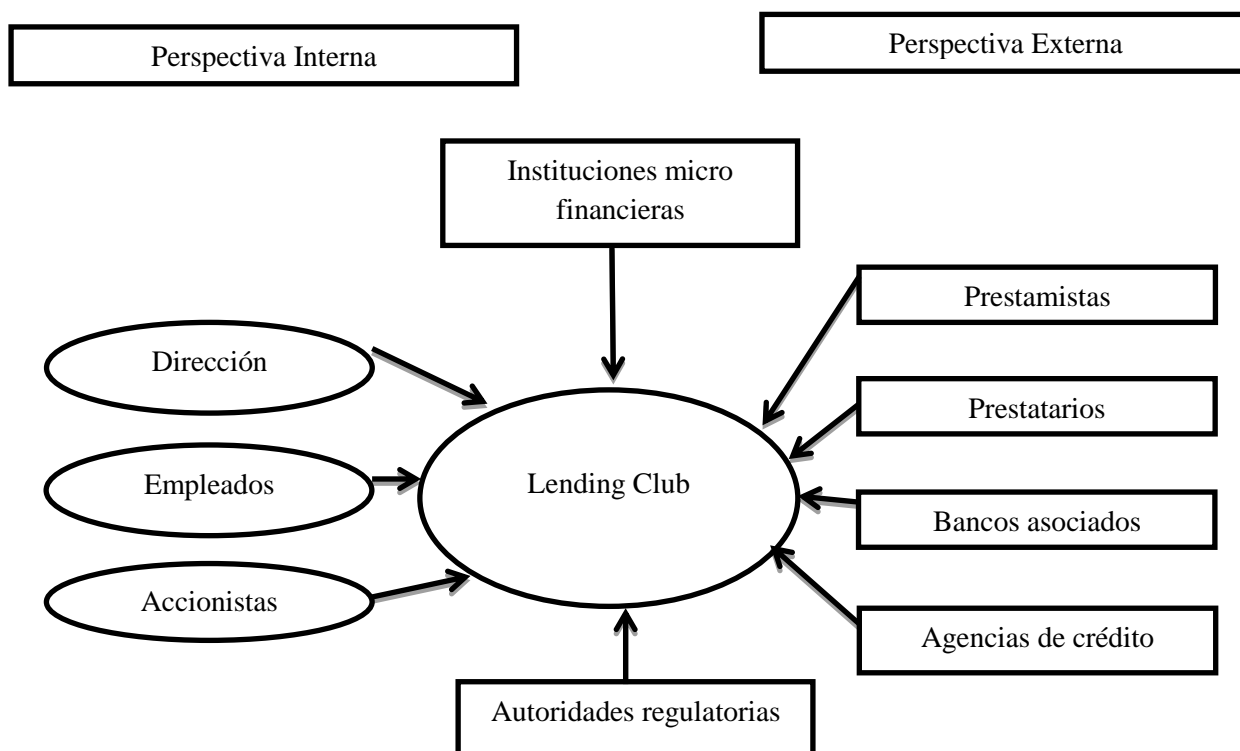 Perspectiva Interna
Perspectiva Externa
Instituciones micro
financieras
Prestamistas
Dirección
Prestatarios
Empleados
Lending Club
Bancos asociados
Accionistas
Agencias de crédito
Autoridades regulatorias